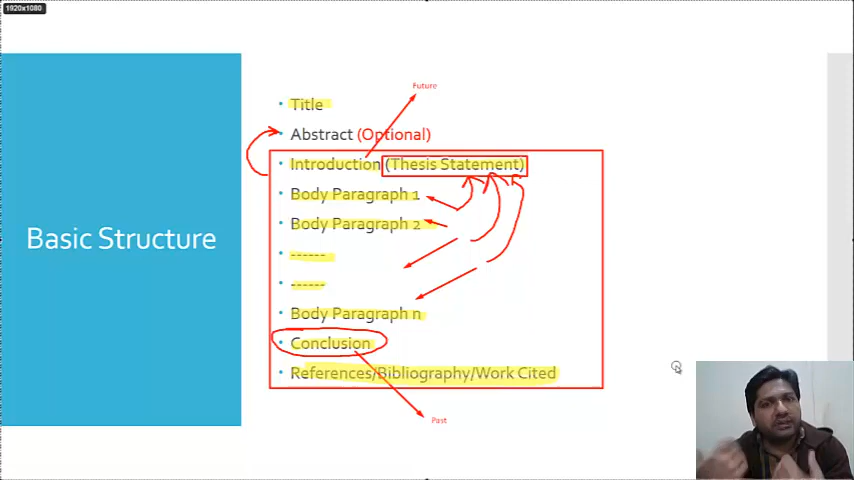 1920x1080
Future
Basic Structure
• Title
• Abstract (Optional)
• Introduction (Thesis Statement)
• Body Paragraph 1
• Body Paragraph 2
• ------
• ------
• Body Paragraph n
• Conclusion
• References/Bibliography/Work Cited
Past